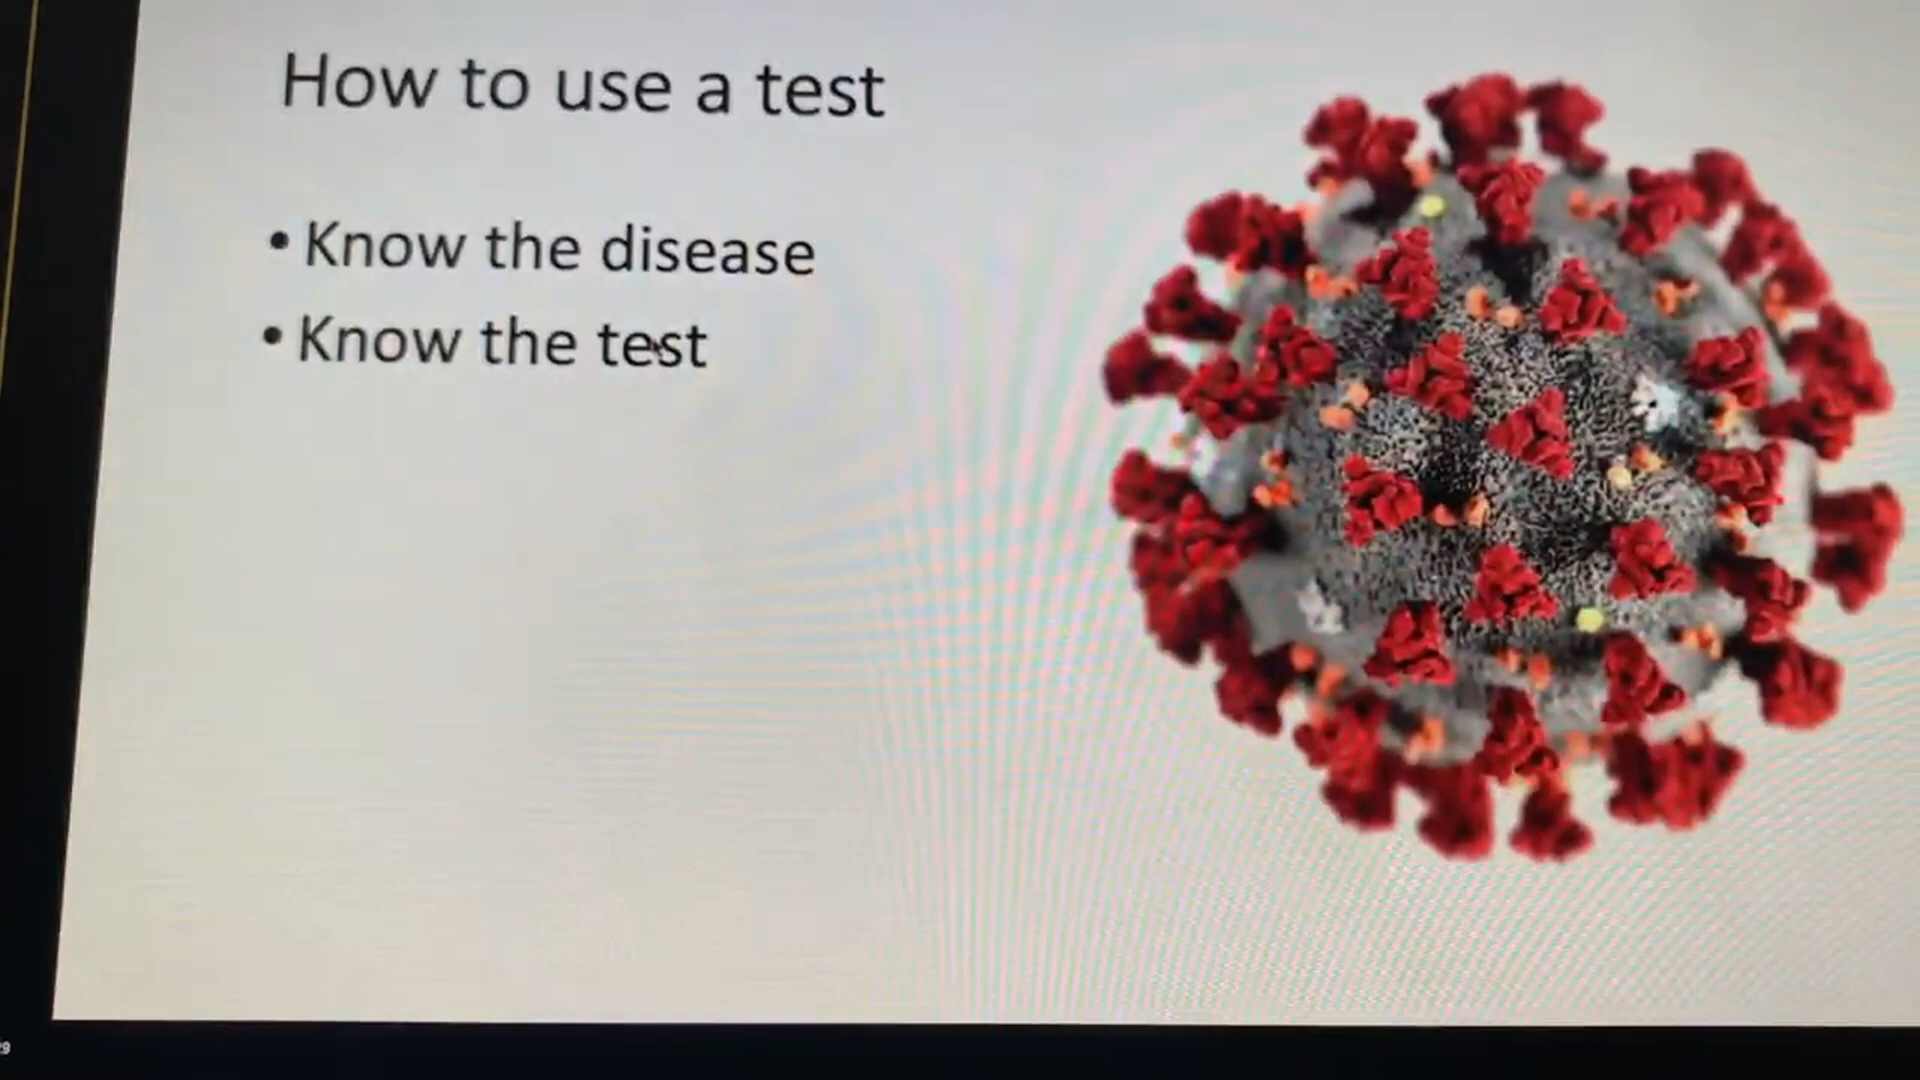 How to use a test
• Know the disease
• Know the test